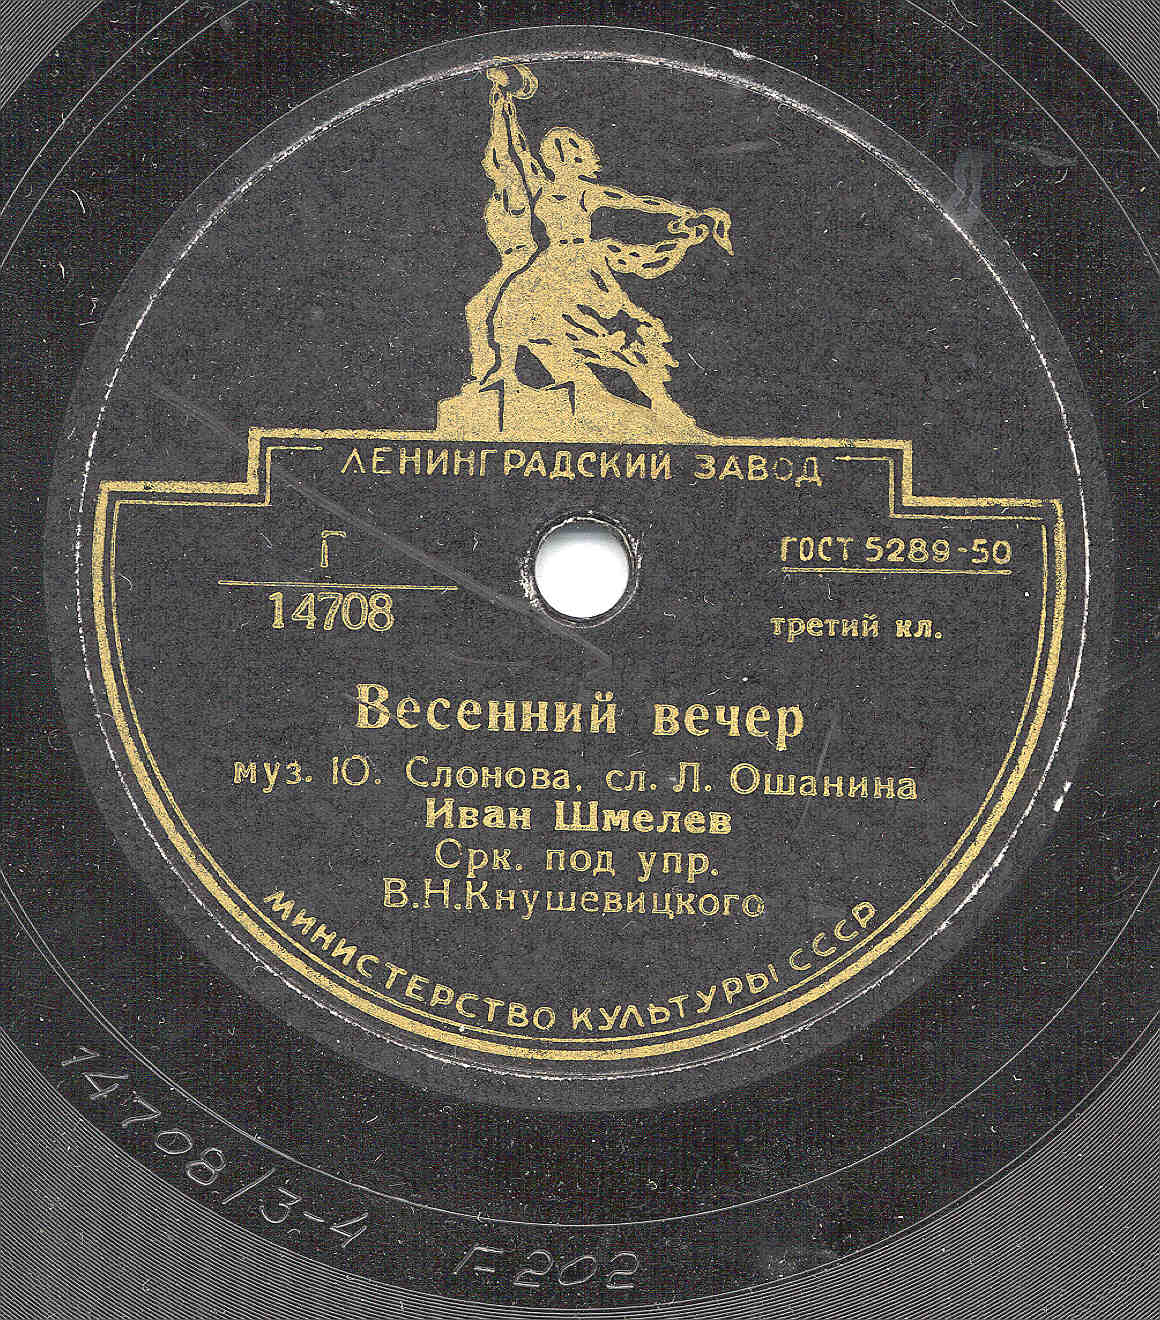 ЛЕНИНГРАДСКИЙ ЗАВОД
Г
14708
ГОСТ 5289-50
третий кл.
Весенний вечер
муз. Ю. Слонова, сл. Л. Ошанина
Иван Шмелев
Срк. под упр.
В.Н.Кнушевицкого
МИНИСТЕРСТВО КУЛЬТУРЫ СССР
14708/3-4
Г-202